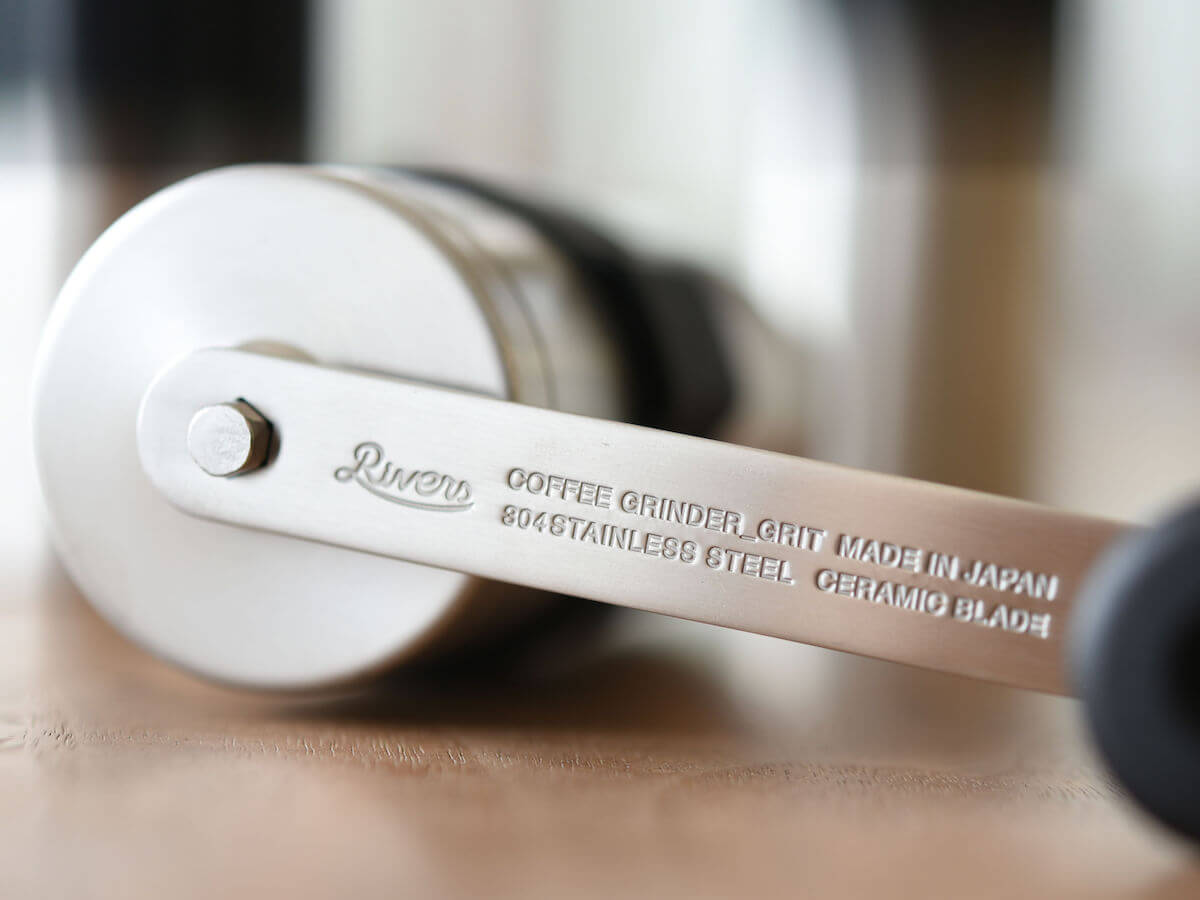 Rivers
COFFEE GRINDER_GRIT MADE IN JAPAN
304STAINLESS STEEL CERAMIC BLADE